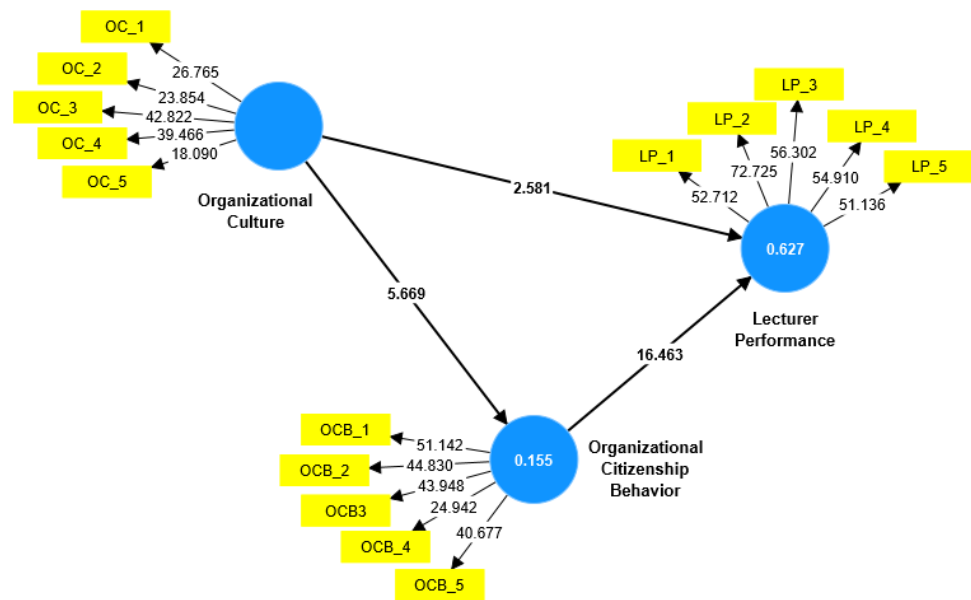 OC_1
OC_2
OC_3
OC_4
OC_5
26.765
23.854
42.822
39.466
18.090
Organizational
Culture
LP_1
LP_2
LP_3
LP_4
LP_5
52.712
72.725
56.302
54.910
51.136
0.627
Lecturer
Performance
2.581
5.669
16.463
OCB_1
OCB_2
OCB3
OCB_4
OCB_5
51.142
44.830
43.948
24.942
40.677
0.155
Organizational
Citizenship
Behavior